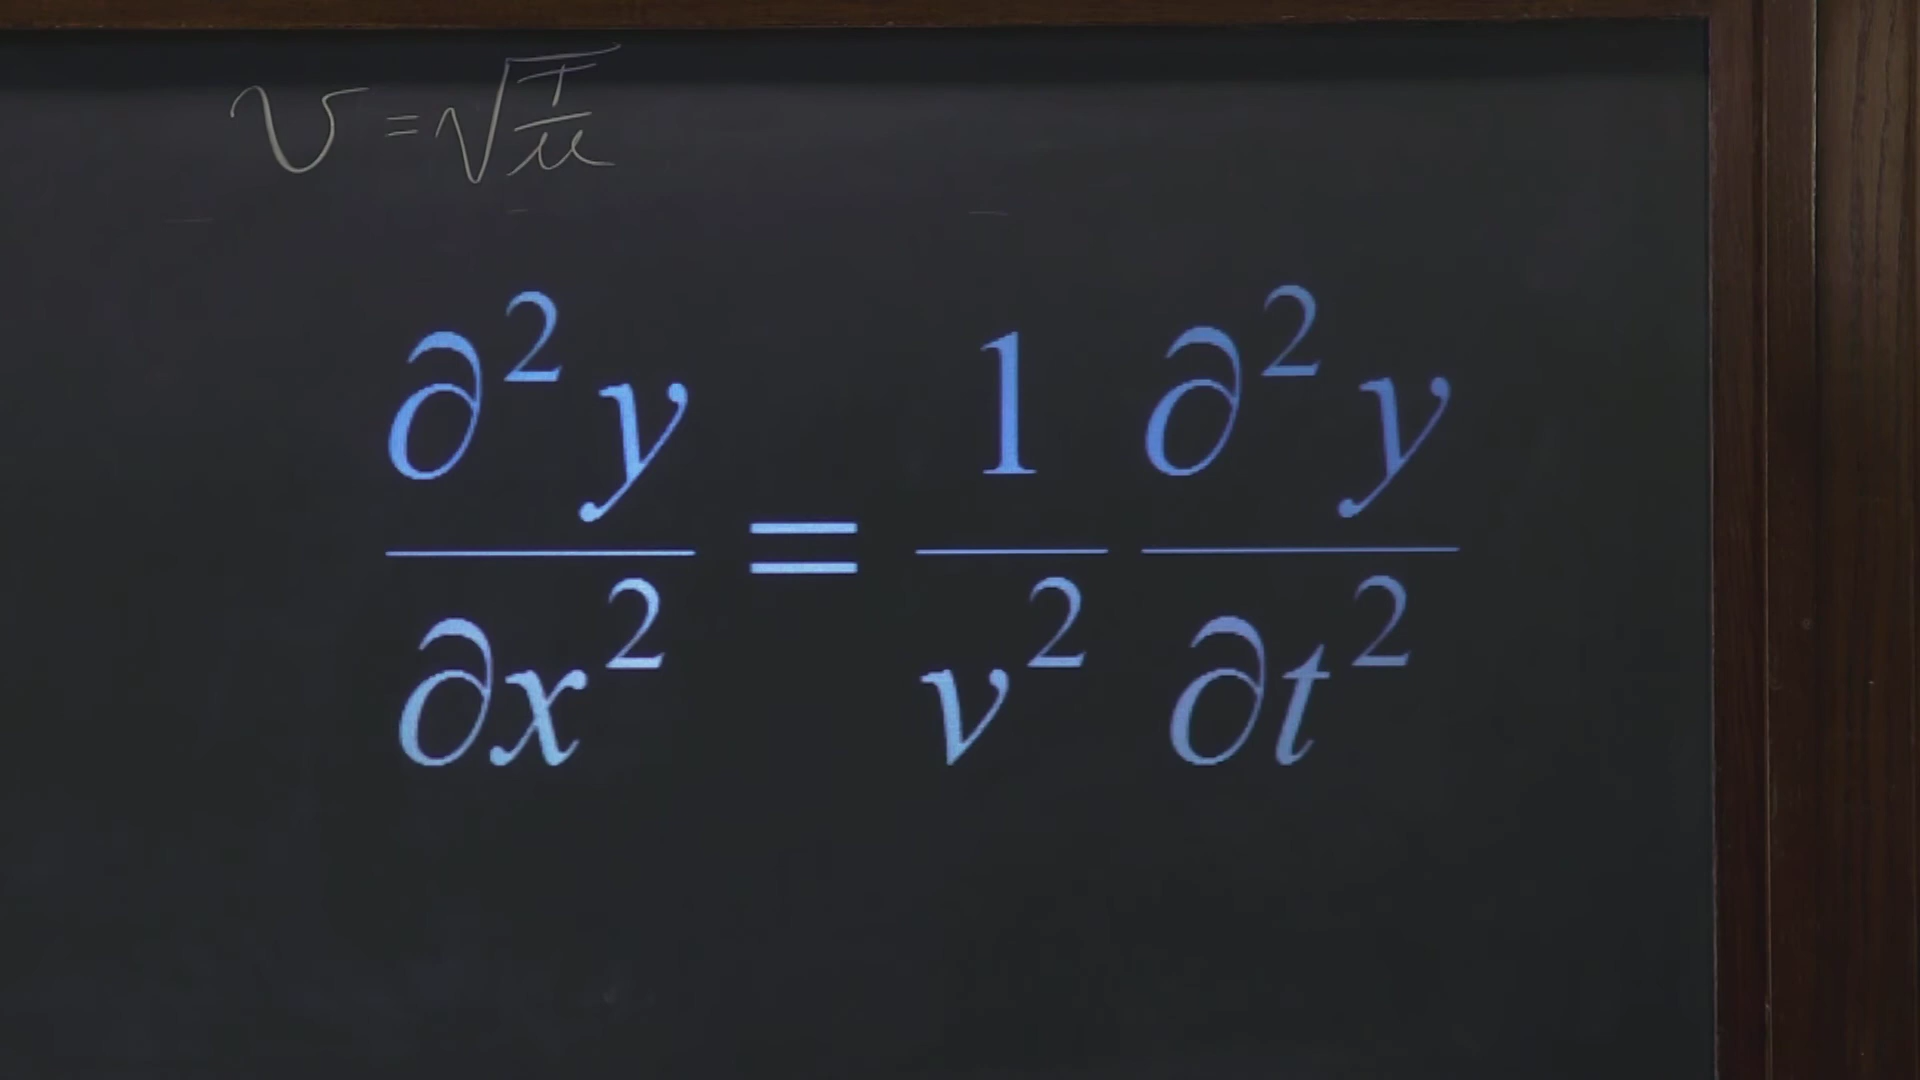 v = √(T/μ)
∂²y/∂x² = 1/v² ∂²y/∂t²